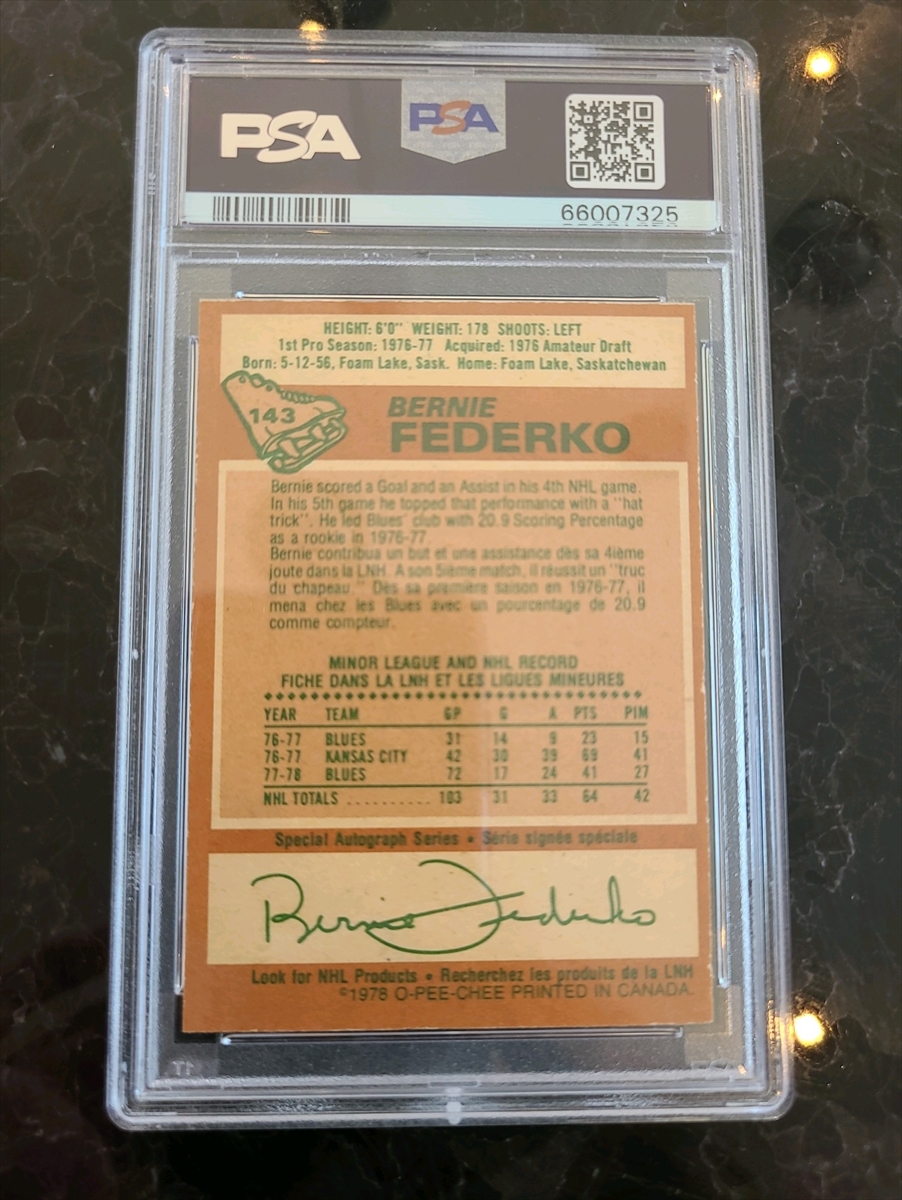 PSA
PSA
66007325
HEIGHT: 6'0" WEIGHT: 178 SHOOTS: LEFT
1st Pro Season: 1976-77 Acquired: 1976 Amateur Draft
Born: 5-12-56, Foam Lake, Sask. Home: Foam Lake, Saskatchewan
143
BERNIE
FEDERKO
Bernie scored a Goal and an Assist in his 4th NHL game.
In his 5th game he topped that performance with a "hat
trick". He led Blues' club with 20.9 Scoring Percentage
as a rookie in 1976-77.
Bernie contribua un but et une assistance dès sa 4ième
joute dans la LNH. A son 5ième match, il réussit un "truc
du chapeau." Dès sa première saison en 1976-77, il
mena chez les Blues avec un pourcentage de 20.9
comme compteur.
MINOR LEAGUE AND NHL RECORD
FICHE DANS LA LNH ET LES LIGUES MINEURES
YEAR TEAM GP G A PTS PIM
76-77 BLUES 31 14 9 23 15
76-77 KANSAS CITY 42 30 39 69 41
77-78 BLUES 72 17 24 41 27
NHL TOTALS .......... 103 31 33 64 42
Special Autograph Series • Série signée spéciale
Bernie Federko
Look for NHL Products • Recherchez les produits de la LNH
©1978 O-PEE-CHEE PRINTED IN CANADA.